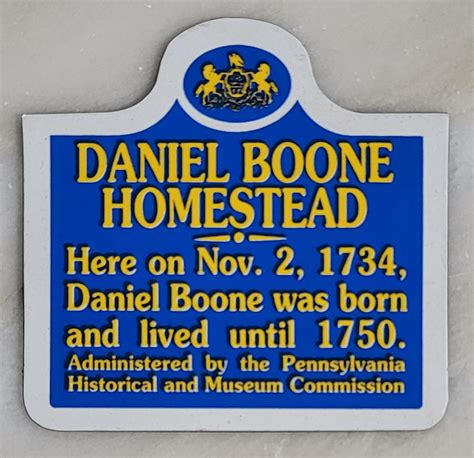 DANIEL BOONE
HOMESTEAD
Here on Nov. 2, 1734,
Daniel Boone was born
and lived until 1750.
Administered by the Pennsylvania
Historical and Museum Commission